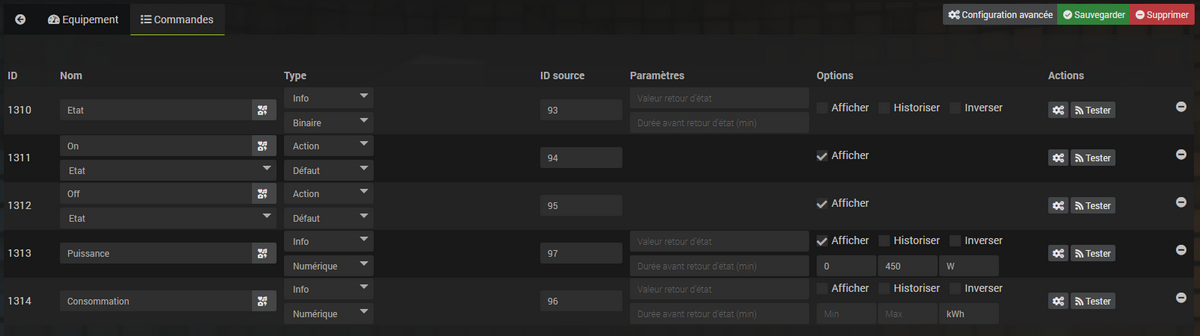 Equipement Commandes Configuration avancée Sauvegarder Supprimer
ID Nom Type ID source Paramètres Options Actions
Info Valeur retour d'état
1310 Etat 93 Afficher Historiser Inverser Tester
Binaire Durée avant retour d'état (min)
On Action
1311 94 Afficher Tester
Etat Défaut
Off Action
1312 95 Afficher Tester
Etat Défaut
Info Valeur retour d'état Afficher Historiser Inverser
1313 Puissance 97 Tester
Numérique Durée avant retour d'état (min) 0 450 W
Info Valeur retour d'état Afficher Historiser Inverser
1314 Consommation 96 Tester
Numérique Durée avant retour d'état (min) Min Max kWh